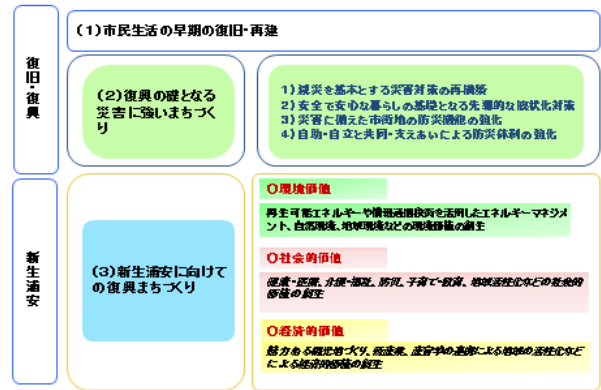 復旧・復興
(1)市民生活の早期の復旧・再建
(2)復興の礎となる
災害に強いまちづく
り
1)減災を基本とする災害対策の再構築
2)安全で安心な暮らしの基礎となる先導的な液状化対策
3)災害に備えた市街地の防災機能の強化
4)自助・自立と共同・支えあいによる防災体制の強化
新生浦安
(3)新生浦安に向けて
の復興まちづくり
〇環境価値
再生可能エネルギーや情報通信技術を活用したエネルギーマネジメ
ント、自然環境、地球環境などの環境価値の創生
〇社会的価値
健康・医療、介護・福祉、防災、子育て・教育、地域活性化などの社会的
価値の創生
〇経済的価値
魅力ある観光地づくり、産官学の連携による地域の活性化など
による経済的価値の創生